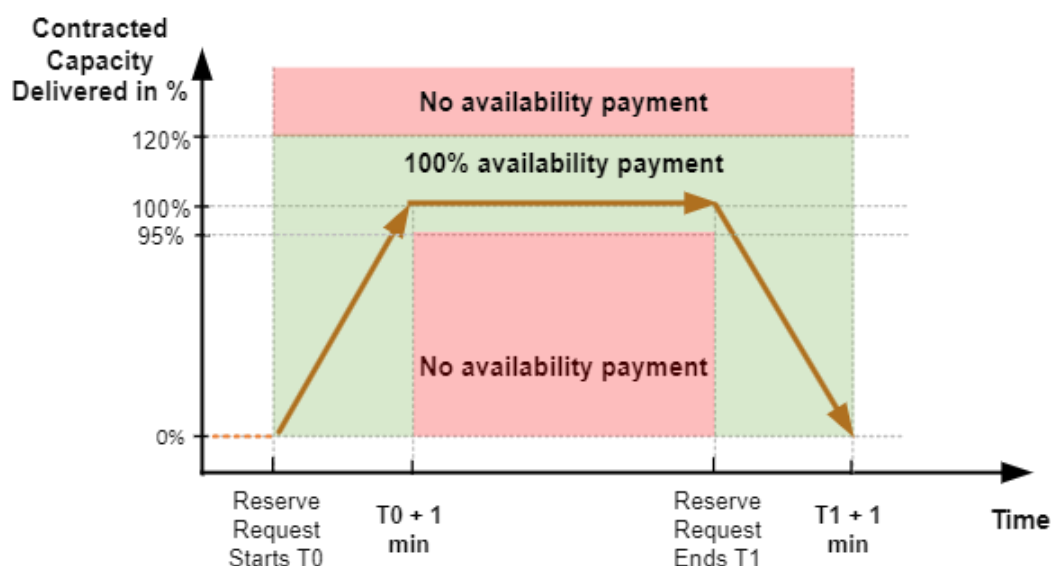 Contracted
Capacity
Delivered in %
No availability payment
120%
100% availability payment
100%
95%
No availability payment
0%
Reserve
Request
Starts T0
T0 + 1
min
Reserve
Request
Ends T1
T1 + 1
min
Time